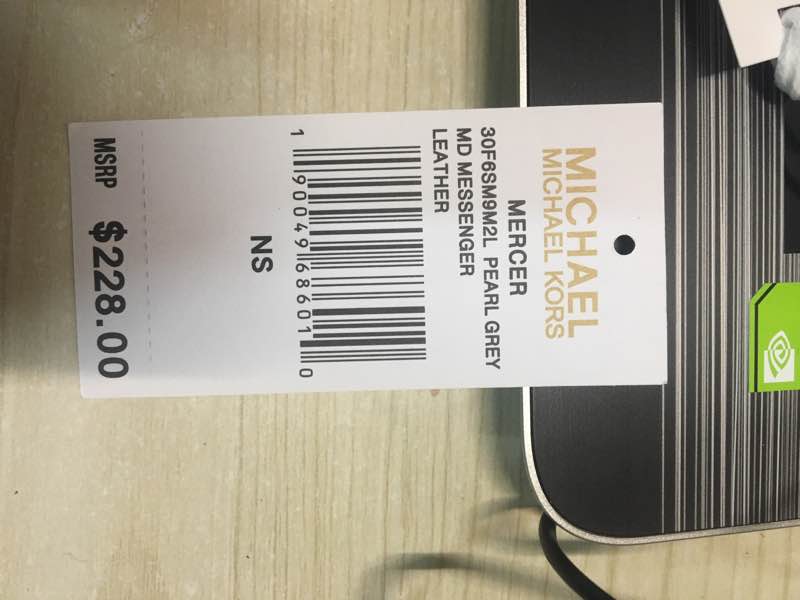 MICHAEL
MICHAEL KORS
MERCER
30F6SM9M2L PEARL GREY
MD MESSENGER
LEATHER
1 90049 68601 0
NS
MSRP $228.00